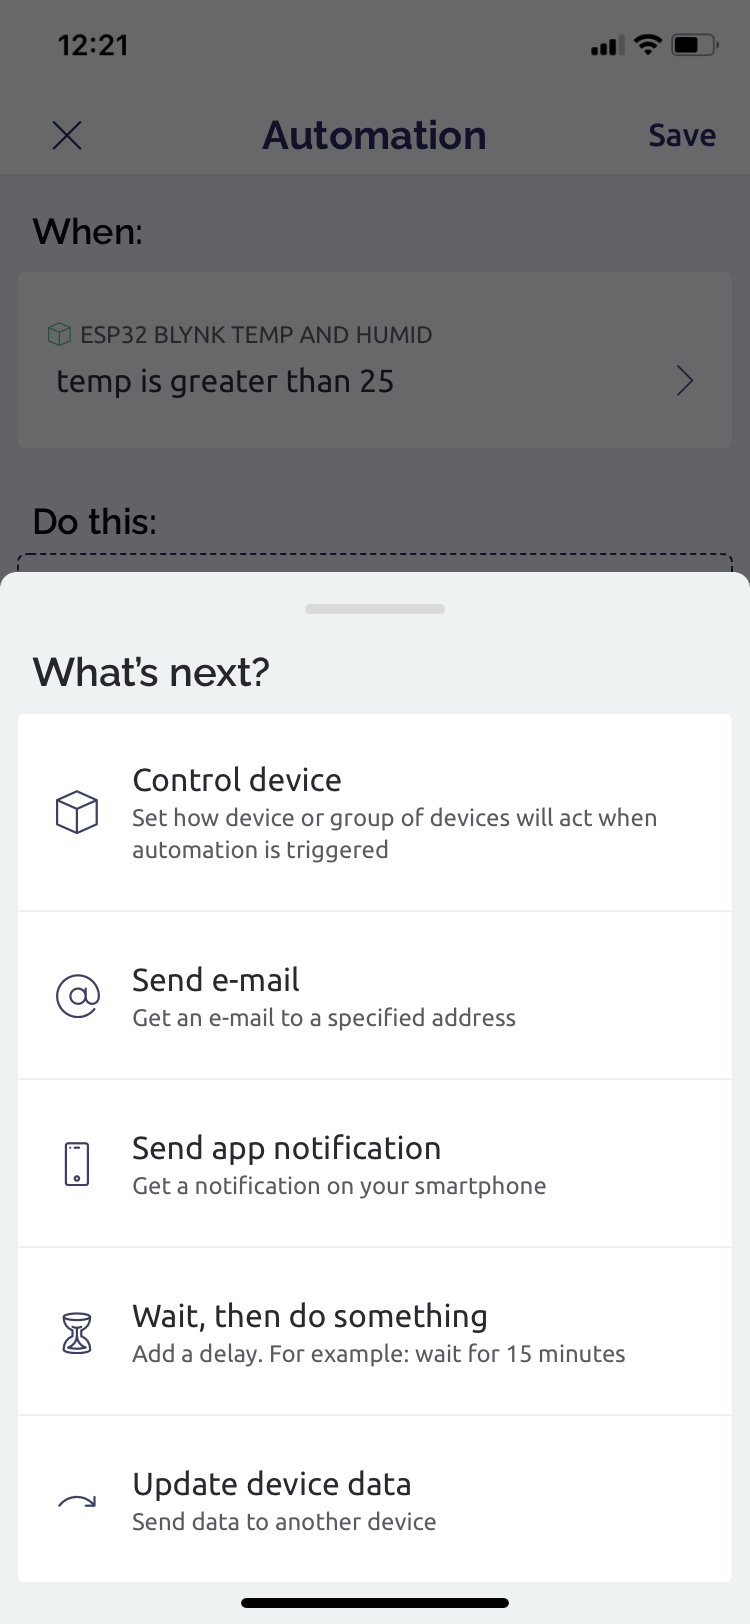 12:21
Automation
Save
When:
ESP32 BLYNK TEMP AND HUMID
temp is greater than 25
Do this:
What's next?
Control device
Set how device or group of devices will act when
automation is triggered
Send e-mail
Get an e-mail to a specified address
Send app notification
Get a notification on your smartphone
Wait, then do something
Add a delay. For example: wait for 15 minutes
Update device data
Send data to another device